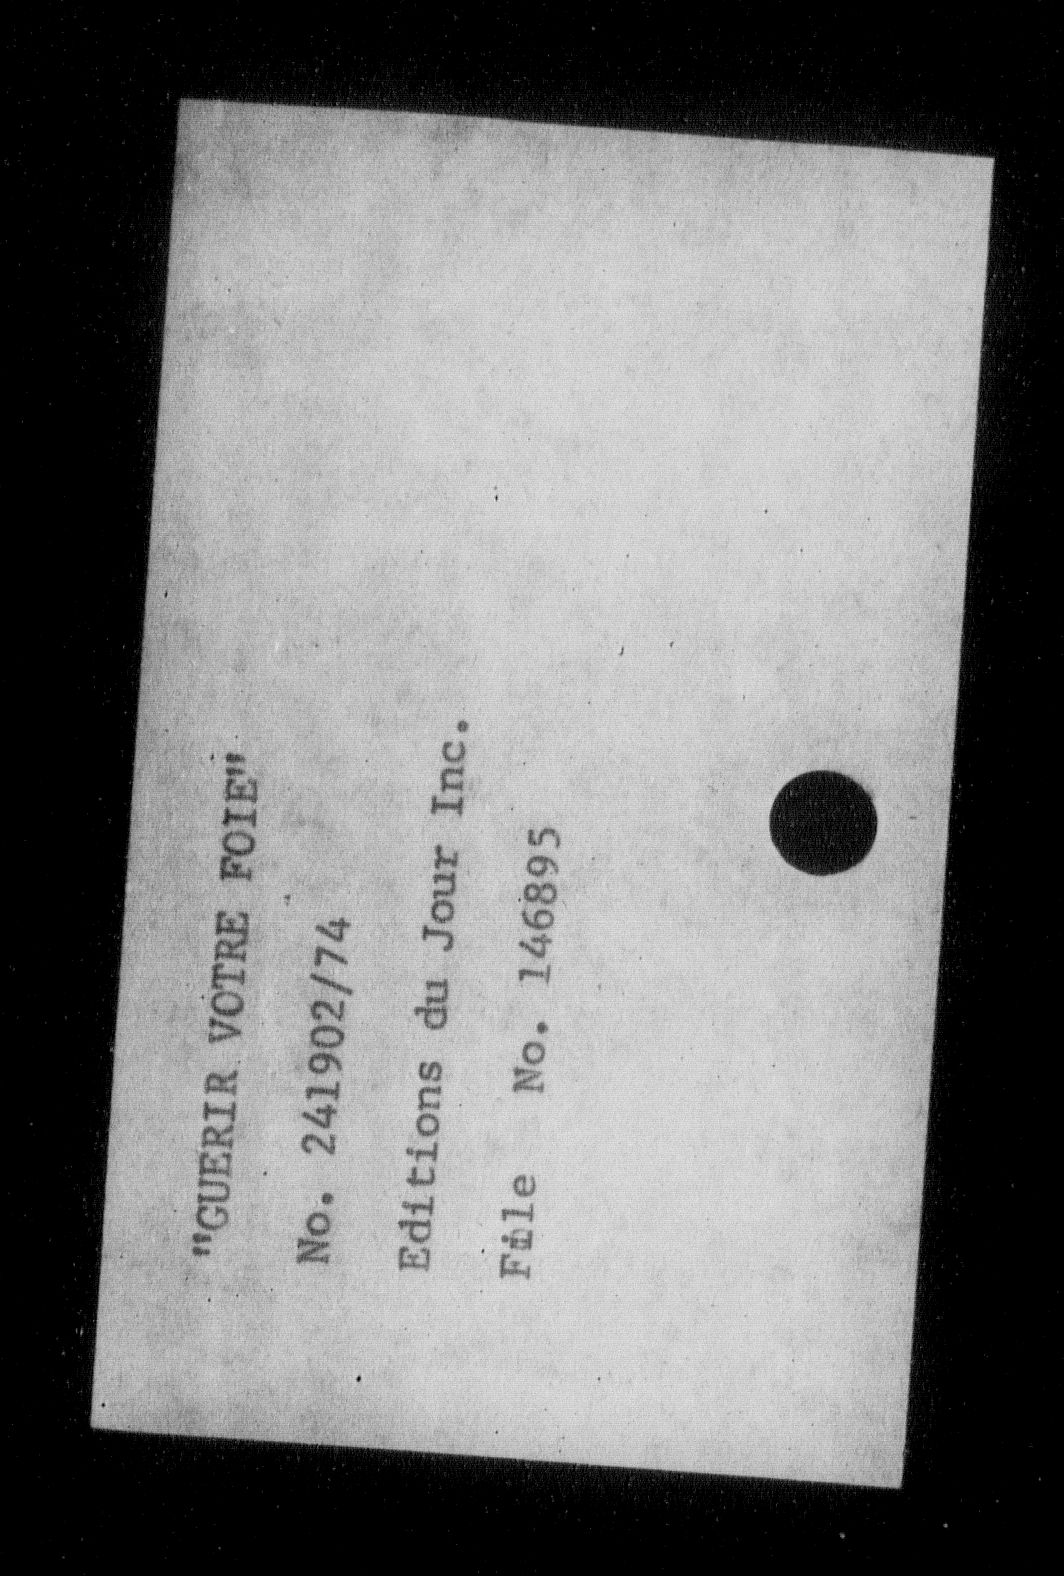 "GUERIR VOTRE FOIE"
No. 241902/74
Editions du Jour Inc.
File No. 146895